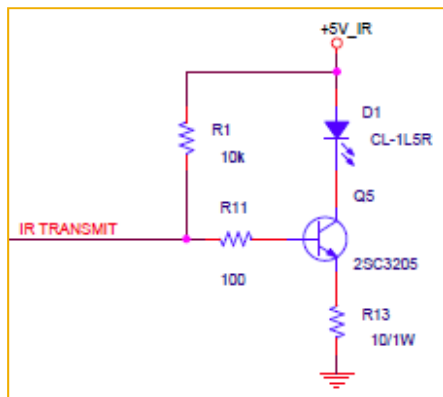 +5V_IR
D1
CL-1L5R
R1
10k
Q5
R11
IR TRANSMIT
2SC3205
100
R13
10/1W